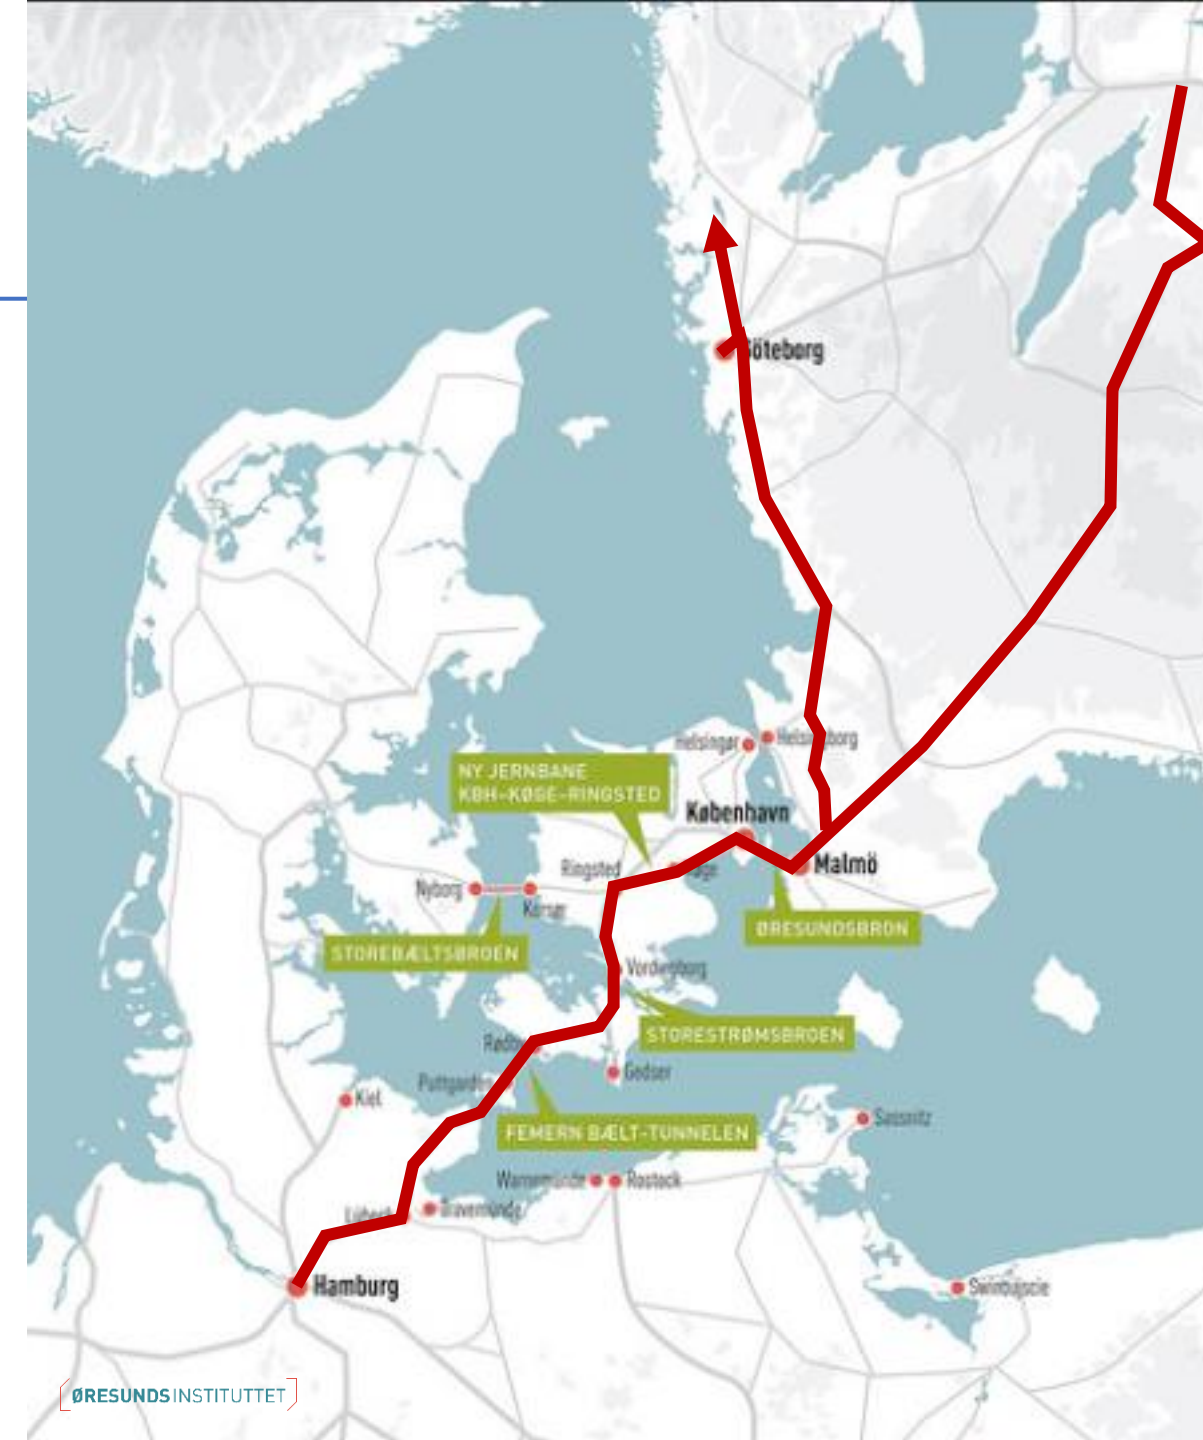 Göteborg
Helsingør
Helsingborg
NY JERNBANE
KBH-KØGE-RINGSTED
København
Ringsted
Køge
Malmö
Nyborg
Korsør
ØRESUNDSBRON
STOREBÆLTSBROEN
Vordingborg
STORESTRØMSBROEN
Rødby
Gedser
Puttgarden
Kiel
Sassnitz
FEMERN BÆLT-TUNNELEN
Warnemünde
Rostock
Lübeck
Travemünde
Hamburg
Swinoujscie
ØRESUNDSINSTITUTTET